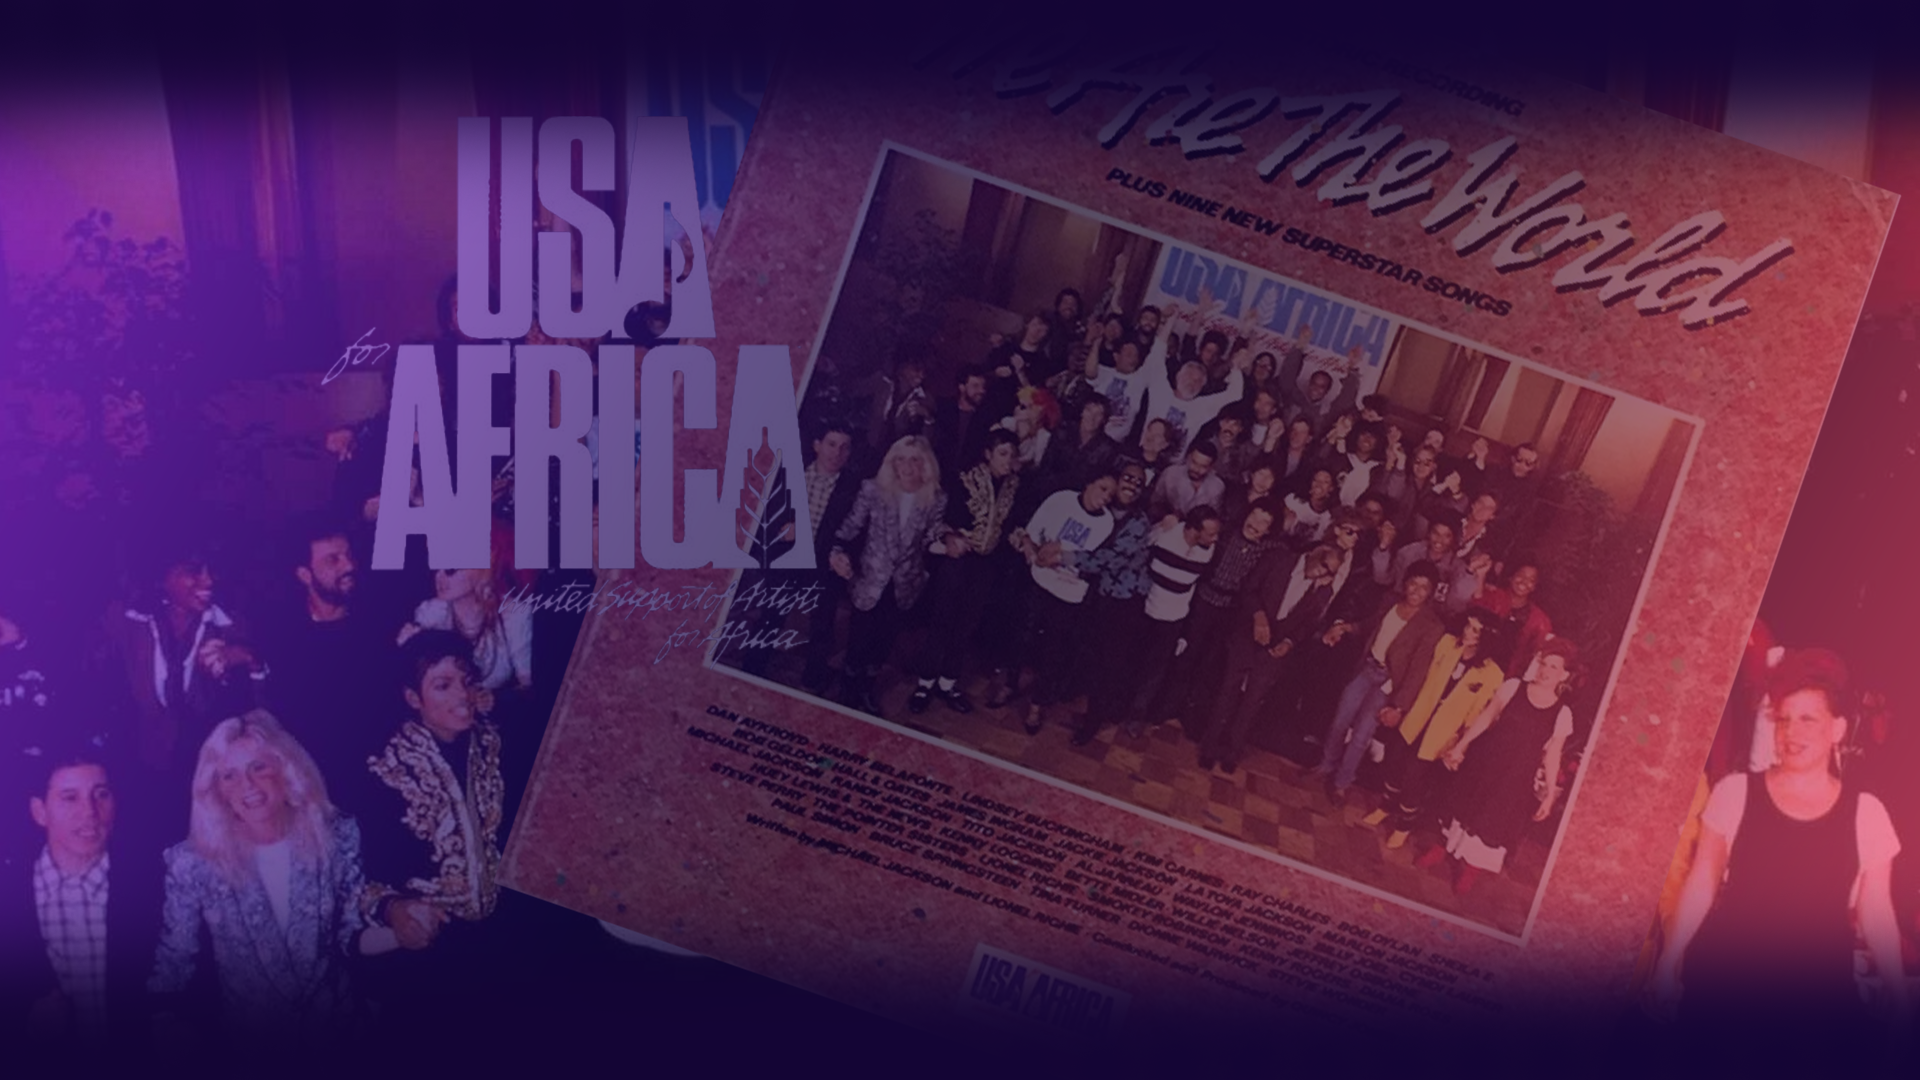 USA
for
AFRICA
United Support of Artists
for Africa
RECORDING
We Are The World
PLUS NINE NEW SUPERSTAR SONGS
USA AFRICA
USA
DAN AYKROYD · HARRY BELAFONTE · LINDSEY BUCKINGHAM · KIM CARNES · RAY CHARLES · BOB DYLAN · SHEILA E.
BOB GELDOF · HALL & OATES · JAMES INGRAM · JACKIE JACKSON · LA TOYA JACKSON · MARLON JACKSON
MICHAEL JACKSON · RANDY JACKSON · TITO JACKSON · AL JARREAU · WAYLON JENNINGS · BILLY JOEL · CYNDI LAUPER
HUEY LEWIS & THE NEWS · KENNY LOGGINS · BETTE MIDLER · WILLIE NELSON · JEFFREY OSBORNE
STEVE PERRY · THE POINTER SISTERS · LIONEL RICHIE · SMOKEY ROBINSON · KENNY ROGERS
PAUL SIMON · BRUCE SPRINGSTEEN · TINA TURNER · DIONNE WARWICK · STEVIE WONDER
Written by MICHAEL JACKSON and LIONEL RICHIE · Conducted and Produced
USA AFRICA